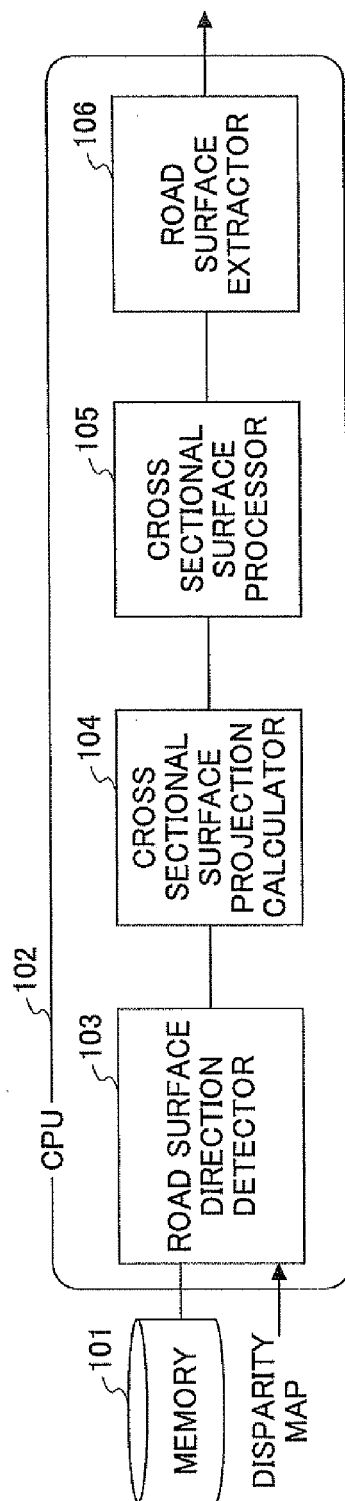 101
MEMORY
DISPARITY
MAP
CPU
102
103
ROAD SURFACE
DIRECTION
DETECTOR
104
CROSS
SECTIONAL
SURFACE
PROJECTION
CALCULATOR
105
CROSS
SECTIONAL
SURFACE
PROCESSOR
106
ROAD
SURFACE
EXTRACTOR